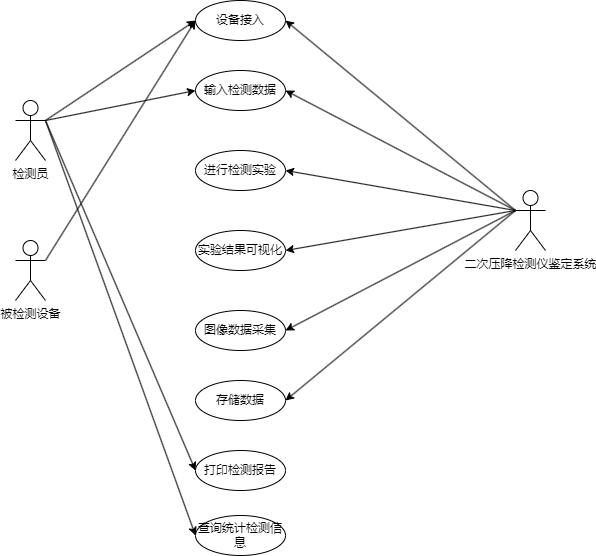 设备接入
输入检测数据
检测员
进行检测实验
被检测设备
实验结果可视化
二次压降检测仪鉴定系统
图像数据采集
存储数据
打印检测报告
查询统计检测信
息